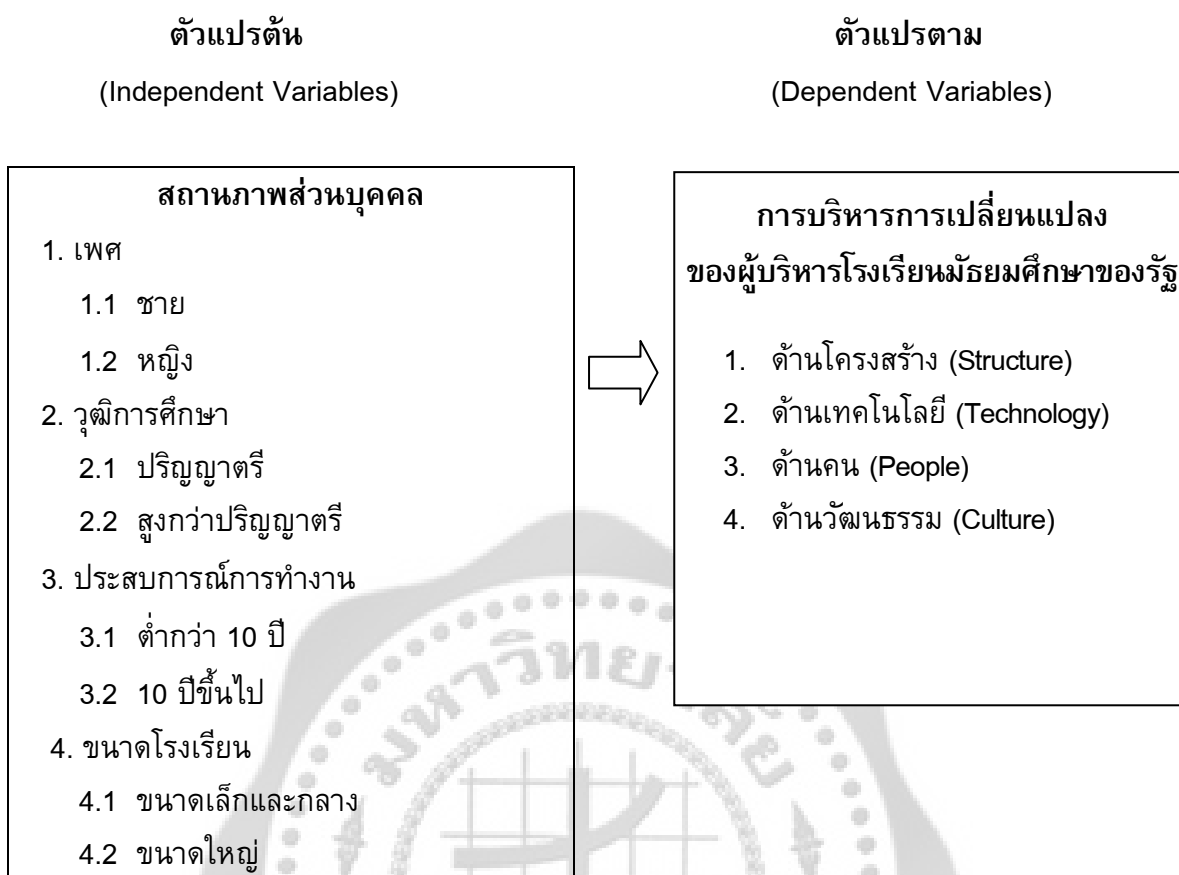 ตัวแปรต้น
(Independent Variables)
สถานภาพส่วนบุคคล
1. เพศ
1.1 ชาย
1.2 หญิง
2. วุฒิการศึกษา
2.1 ปริญญาตรี
2.2 สูงกว่าปริญญาตรี
3. ประสบการณ์การทำงาน
3.1 ต่ำกว่า 10 ปี
3.2 10 ปีขึ้นไป
4. ขนาดโรงเรียน
4.1 ขนาดเล็กและกลาง
4.2 ขนาดใหญ่
ตัวแปรตาม
(Dependent Variables)
การบริหารการเปลี่ยนแปลง
ของผู้บริหารโรงเรียนมัธยมศึกษาของรัฐ
1. ด้านโครงสร้าง (Structure)
2. ด้านเทคโนโลยี (Technology)
3. ด้านคน (People)
4. ด้านวัฒนธรรม (Culture)
มหาวิทยาลัย